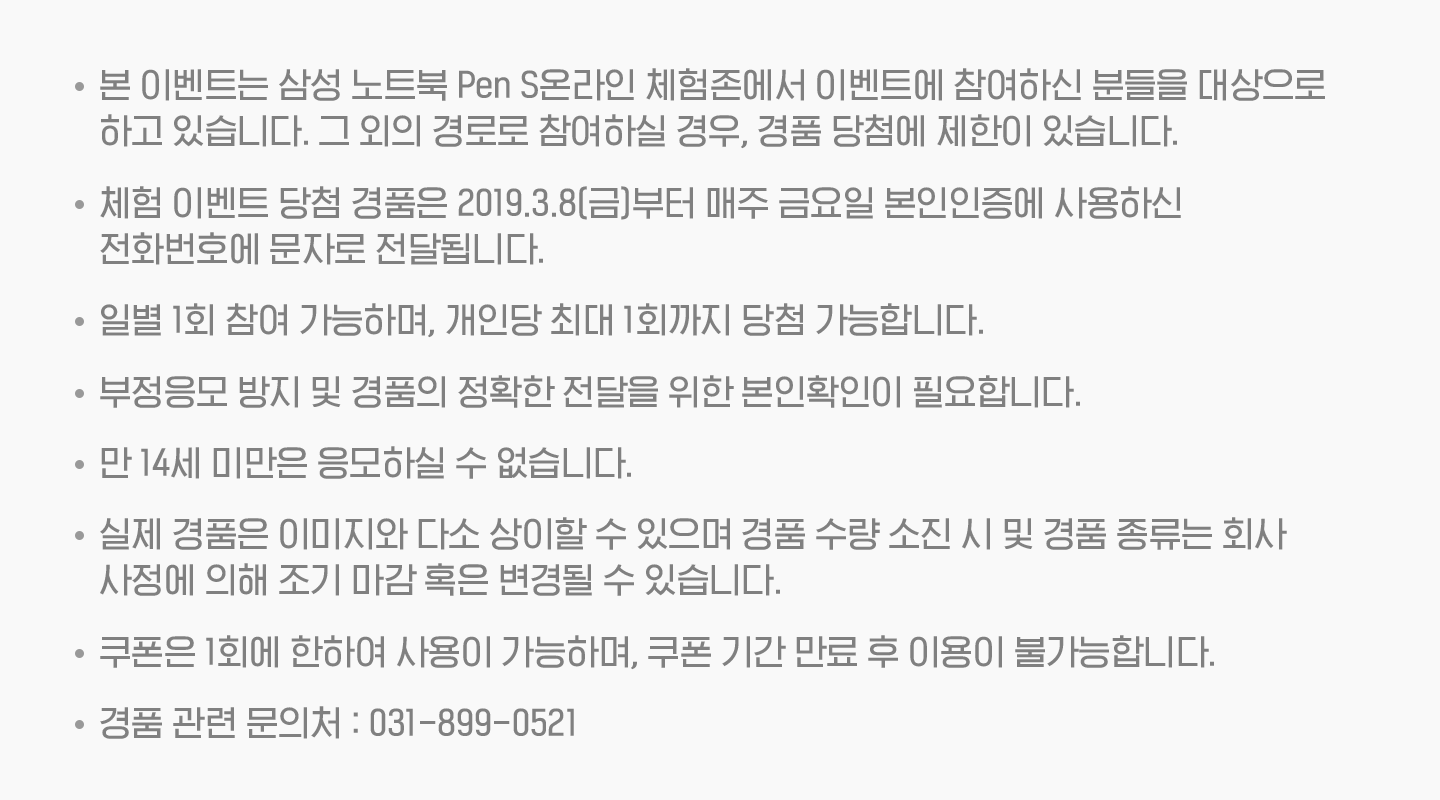 • 본 이벤트는 삼성 노트북 Pen S온라인 체험존에서 이벤트에 참여하신 분들을 대상으로
하고 있습니다. 그 외의 경로로 참여하실 경우, 경품 당첨에 제한이 있습니다.
• 체험 이벤트 당첨 경품은 2019.3.8(금)부터 매주 금요일 본인인증에 사용하신
전화번호에 문자로 전달됩니다.
• 일별 1회 참여 가능하며, 개인당 최대 1회까지 당첨 가능합니다.
• 부정응모 방지 및 경품의 정확한 전달을 위한 본인확인이 필요합니다.
• 만 14세 미만은 응모하실 수 없습니다.
• 실제 경품은 이미지와 다소 상이할 수 있으며 경품 수량 소진 시 및 경품 종류는 회사
사정에 의해 조기 마감 혹은 변경될 수 있습니다.
• 쿠폰은 1회에 한하여 사용이 가능하며, 쿠폰 기간 만료 후 이용이 불가능합니다.
• 경품 관련 문의처 : 031-899-0521